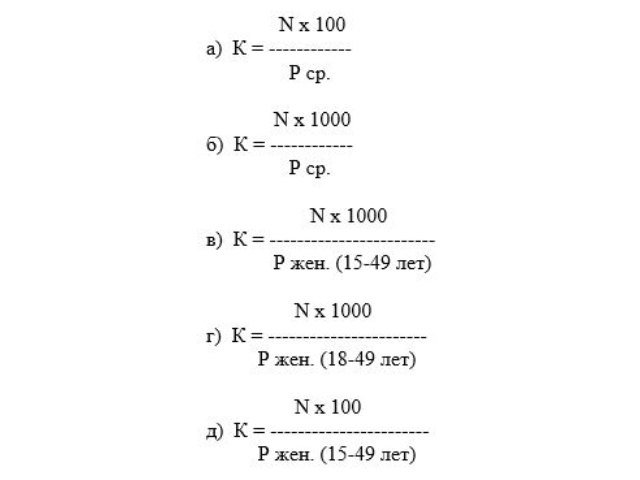 N x 100
а) К = ------------
Р ср.
N x 1000
б) К = ------------
Р ср.
N x 1000
в) К = ------------------------
Р жен. (15-49 лет)
N x 1000
г) К = -----------------------
Р жен. (18-49 лет)
N x 100
д) К = -----------------------
Р жен. (15-49 лет)